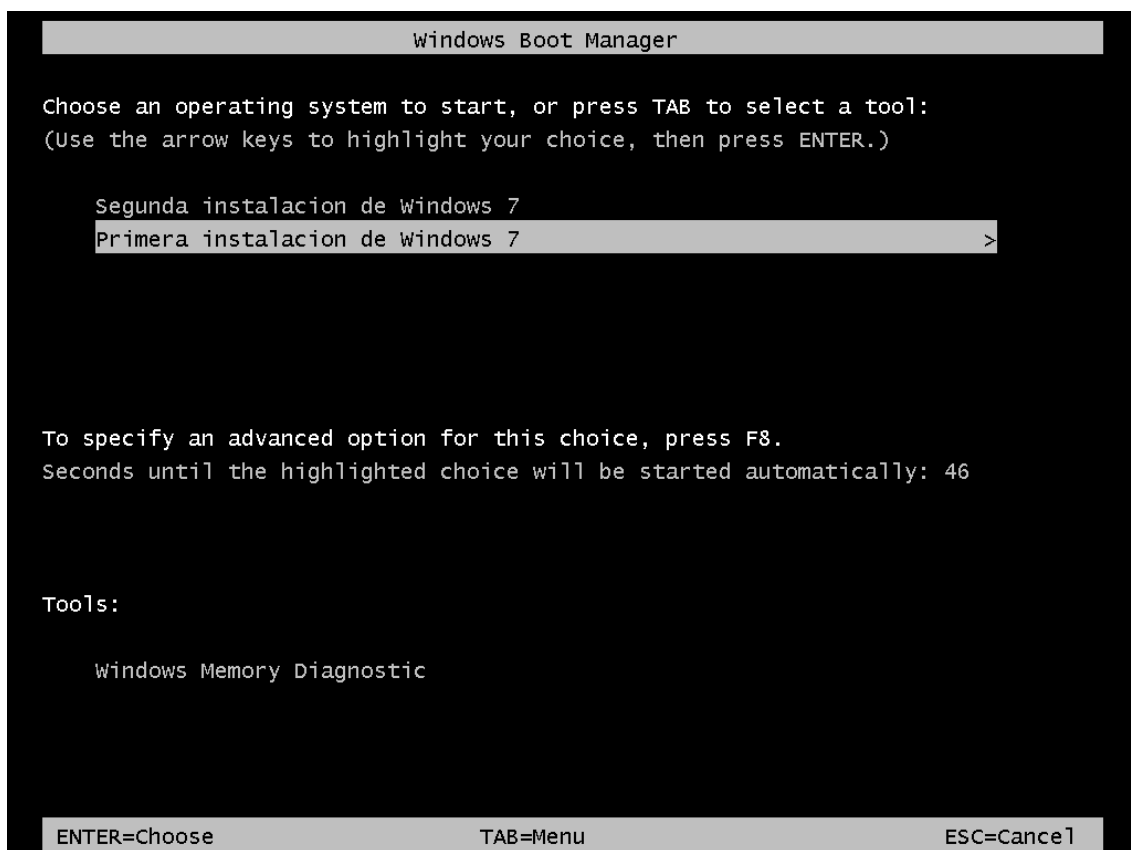 Windows Boot Manager
Choose an operating system to start, or press TAB to select a tool:
(Use the arrow keys to highlight your choice, then press ENTER.)
Segunda instalacion de Windows 7
Primera instalacion de Windows 7 >
To specify an advanced option for this choice, press F8.
Seconds until the highlighted choice will be started automatically: 46
Tools:
Windows Memory Diagnostic
ENTER=Choose TAB=Menu ESC=Cancel